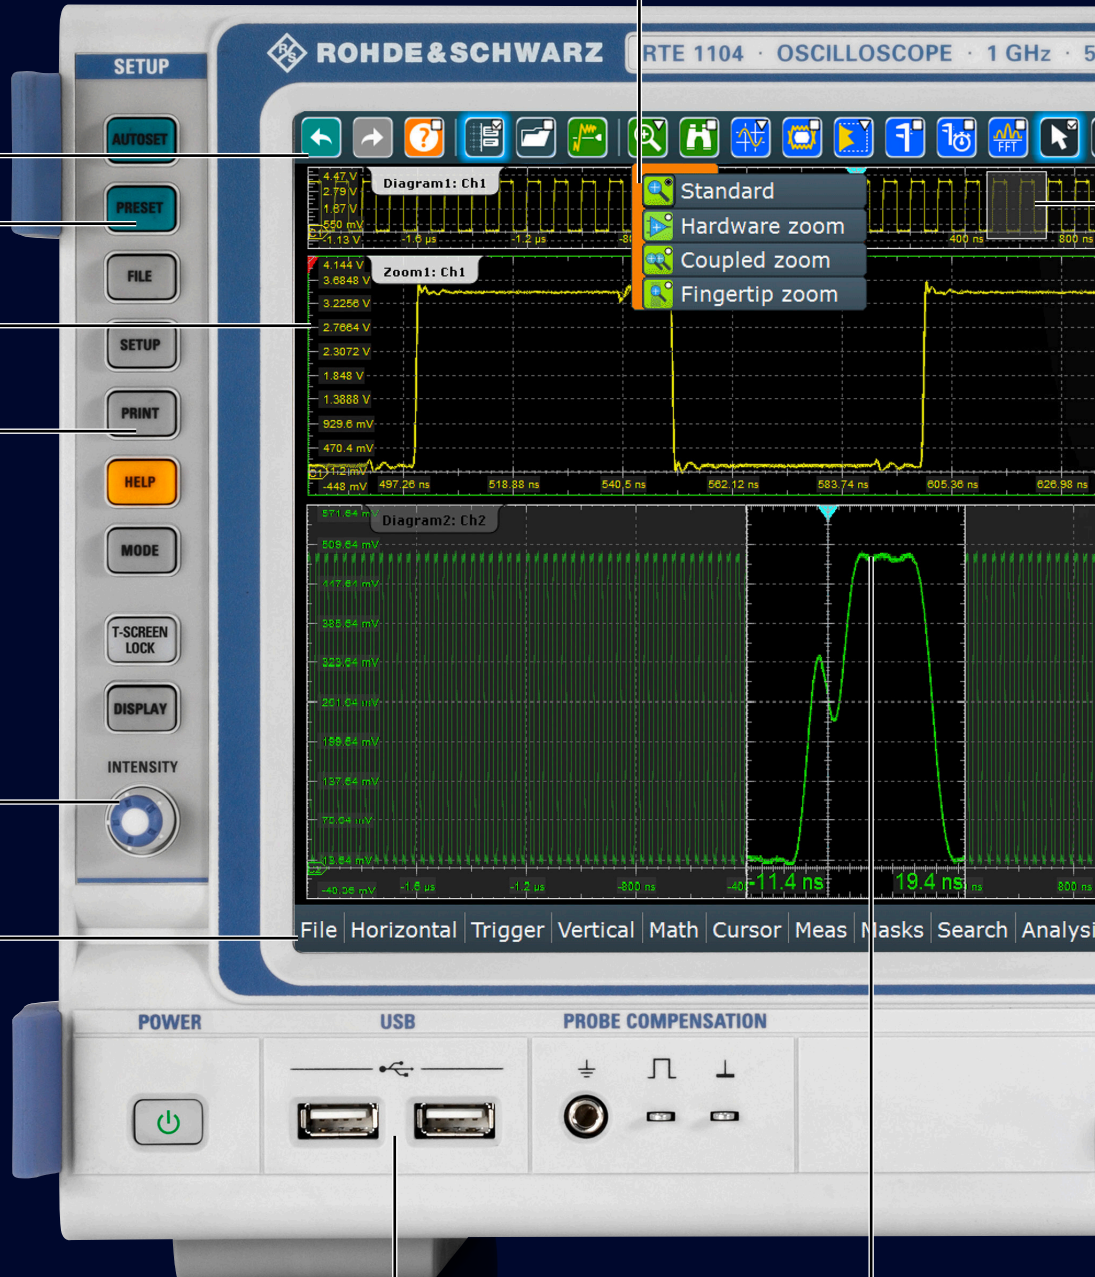 SETUP
ROHDE&SCHWARZ
RTE 1104 · OSCILLOSCOPE · 1 GHz · 5
AUTOSET
PRESET
FILE
SETUP
PRINT
HELP
MODE
T-SCREEN
LOCK
DISPLAY
INTENSITY
FFT
Diagram1: Ch1
4.47 V
2.79 V
1.67 V
550 mV
-1.13 V
-1.6 µs
-1.2 µs
400 ns
800 ns
Standard
Hardware zoom
Coupled zoom
Fingertip zoom
Zoom1: Ch1
4.144 V
3.6848 V
3.2256 V
2.7664 V
2.3072 V
1.848 V
1.3888 V
929.6 mV
470.4 mV
-448 mV
497.26 ns
518.88 ns
540.5 ns
562.12 ns
583.74 ns
605.36 ns
626.98 ns
Diagram2: Ch2
571.64 mV
509.64 mV
447.64 mV
385.64 mV
323.64 mV
199.64 mV
137.64 mV
13.64 mV
-40.36 mV
-1.6 µs
-1.2 µs
-800 ns
-11.4 ns
19.4 ns
ns
800 ns
File
Horizontal
Trigger
Vertical
Math
Cursor
Meas
Masks
Search
Analysi
POWER
USB
PROBE COMPENSATION